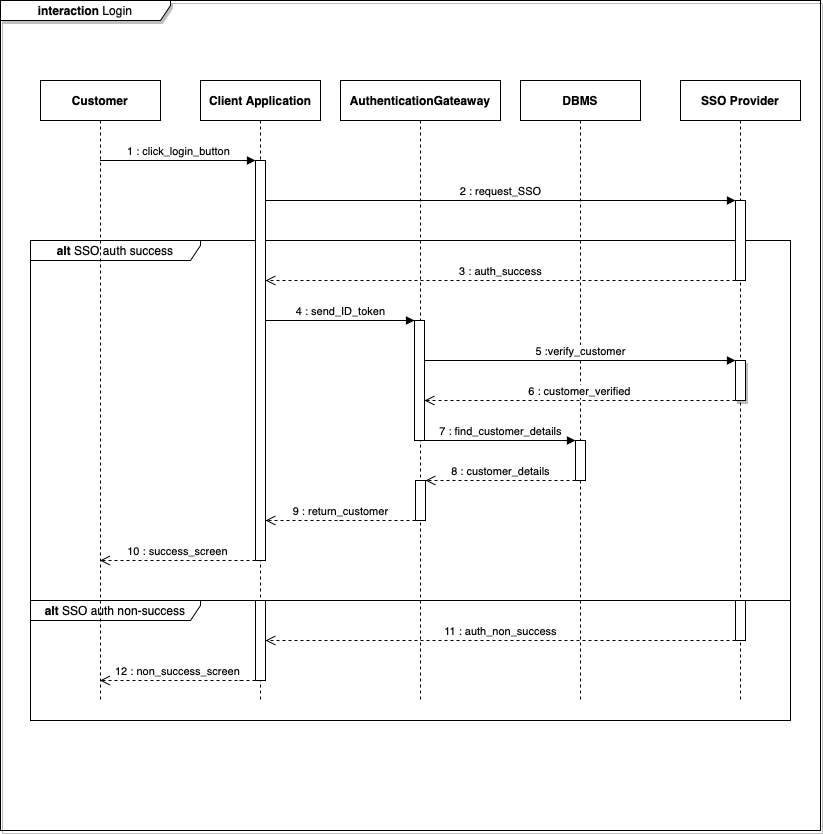 interaction Login
Customer
Client Application
AuthenticationGateaway
DBMS
SSO Provider
1 : click_login_button
2 : request_SSO
alt SSO auth success
3 : auth_success
4 : send_ID_token
5 :verify_customer
6 : customer_verified
7 : find_customer_details
8 : customer_details
9 : return_customer
10 : success_screen
alt SSO auth non-success
11 : auth_non_success
12 : non_success_screen